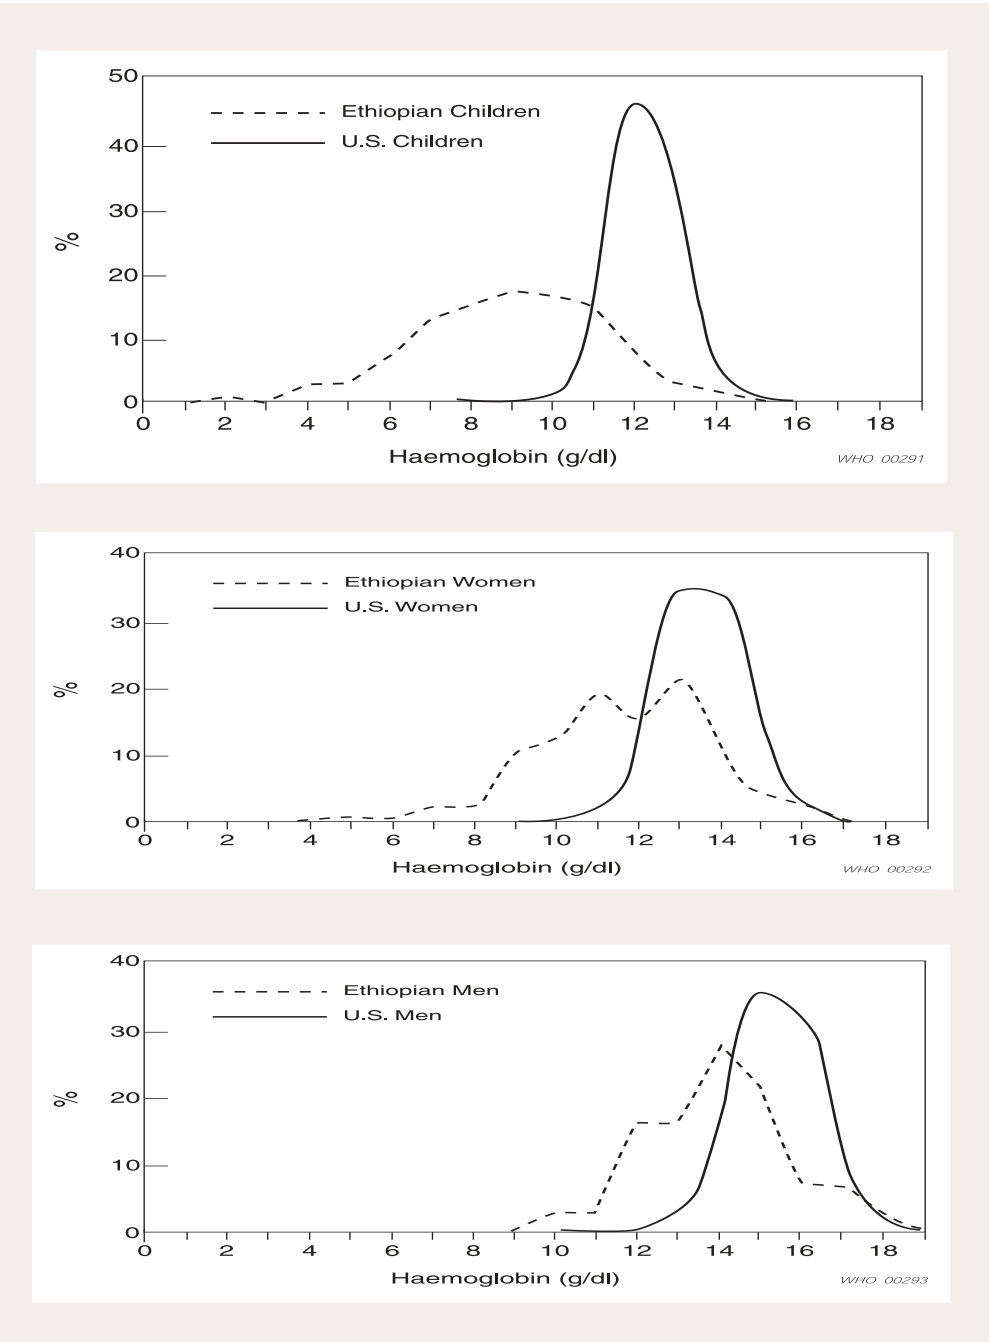 50
Ethiopian Children
40
U.S. Children
30
%
20
10
0
0 2 4 6 8 10 12 14 16 18
Haemoglobin (g/dl)
WHO 00291
40
Ethiopian Women
U.S. Women
30
%
20
10
0
0 2 4 6 8 10 12 14 16 18
Haemoglobin (g/dl)
WHO 00292
40
Ethiopian Men
U.S. Men
30
%
20
10
0
0 2 4 6 8 10 12 14 16 18
Haemoglobin (g/dl)
WHO 00293